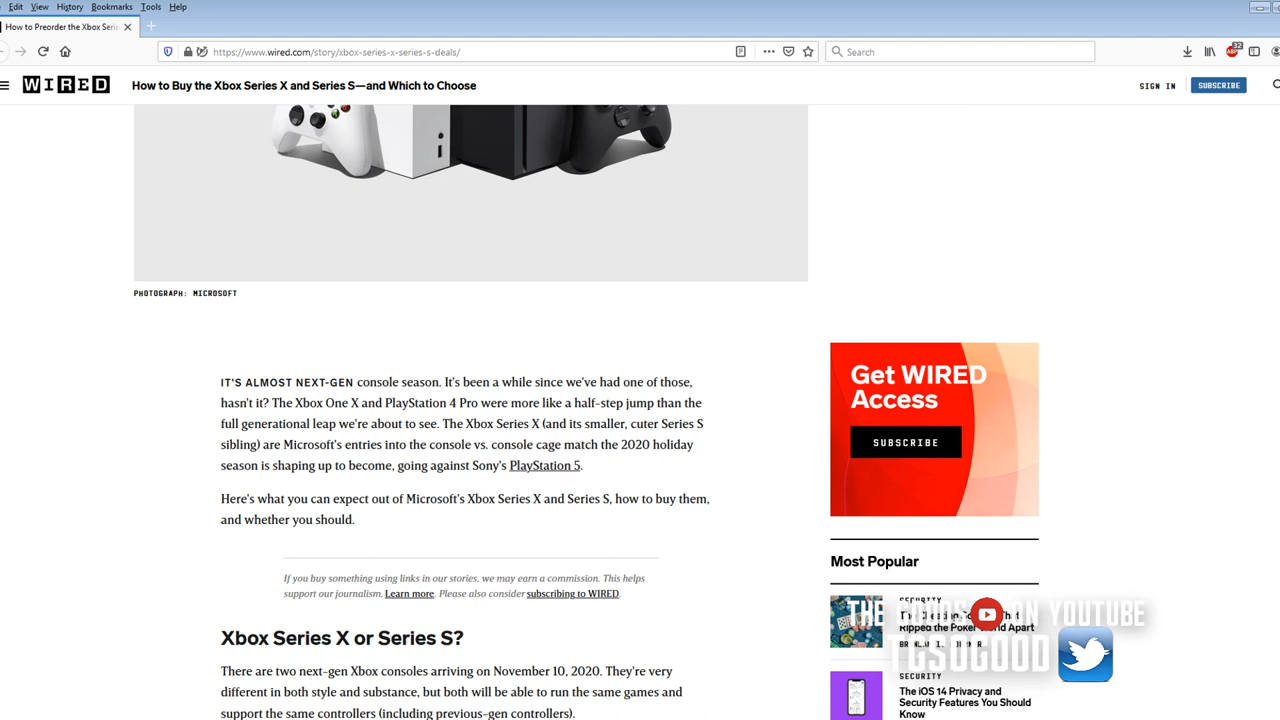 Edit View History Bookmarks Tools Help
How to Preorder the Xbox Serie
https://www.wired.com/story/xbox-series-x-series-s-deals/
Search
32
WIRED
How to Buy the Xbox Series X and Series S—and Which to Choose
SIGN IN
SUBSCRIBE
PHOTOGRAPH: MICROSOFT
IT'S ALMOST NEXT-GEN console season. It's been a while since we've had one of those,
hasn't it? The Xbox One X and PlayStation 4 Pro were more like a half-step jump than the
full generational leap we're about to see. The Xbox Series X (and its smaller, cuter Series S
sibling) are Microsoft's entries into the console vs. console cage match the 2020 holiday
season is shaping up to become, going against Sony's PlayStation 5.
Here's what you can expect out of Microsoft's Xbox Series X and Series S, how to buy them,
and whether you should.
If you buy something using links in our stories, we may earn a commission. This helps
support our journalism. Learn more. Please also consider subscribing to WIRED.
Xbox Series X or Series S?
There are two next-gen Xbox consoles arriving on November 10, 2020. They're very
different in both style and substance, but both will be able to run the same games and
support the same controllers (including previous-gen controllers).
Get WIRED
Access
SUBSCRIBE
Most Popular
SECURITY
The Cheating That
Ripped the Poker World Apart
THE GOODS ON YOUTUBE
TGSOGOOD
SECURITY
The iOS 14 Privacy and
Security Features You Should
Know